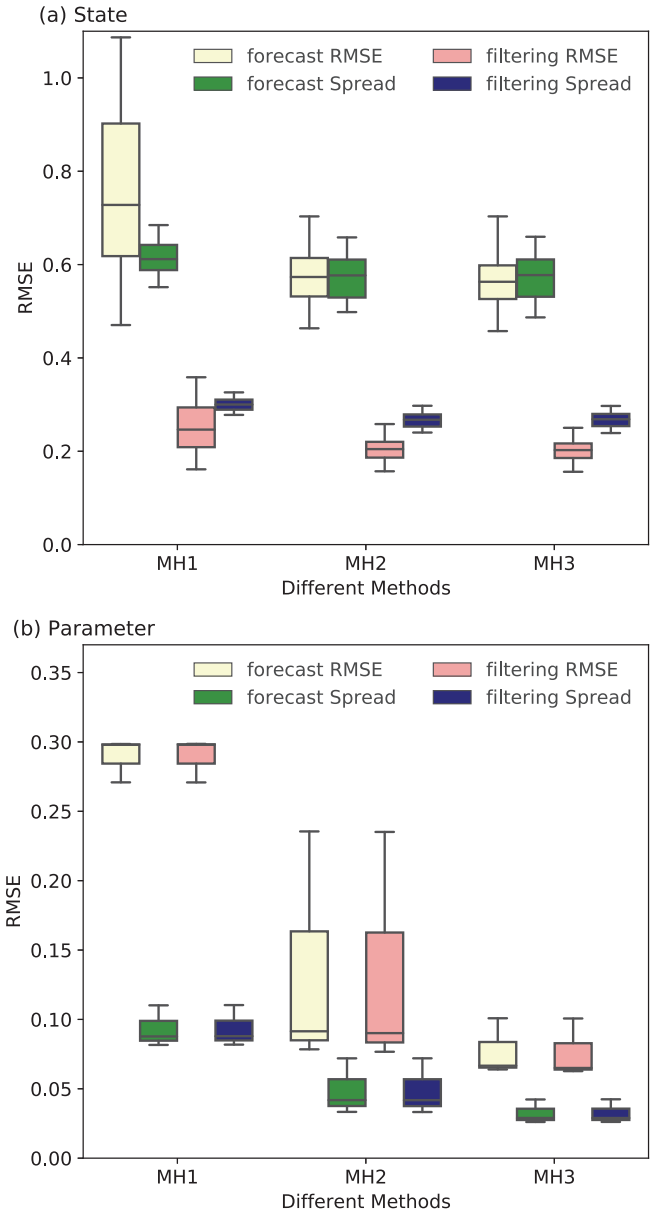 (a) State
forecast RMSE
filtering RMSE
forecast Spread
filtering Spread
1.0
0.8
0.6
0.4
0.2
0.0
RMSE
MH1
MH2
MH3
Different Methods
(b) Parameter
forecast RMSE
filtering RMSE
forecast Spread
filtering Spread
0.35
0.30
0.25
0.20
0.15
0.10
0.05
0.00
RMSE
MH1
MH2
MH3
Different Methods